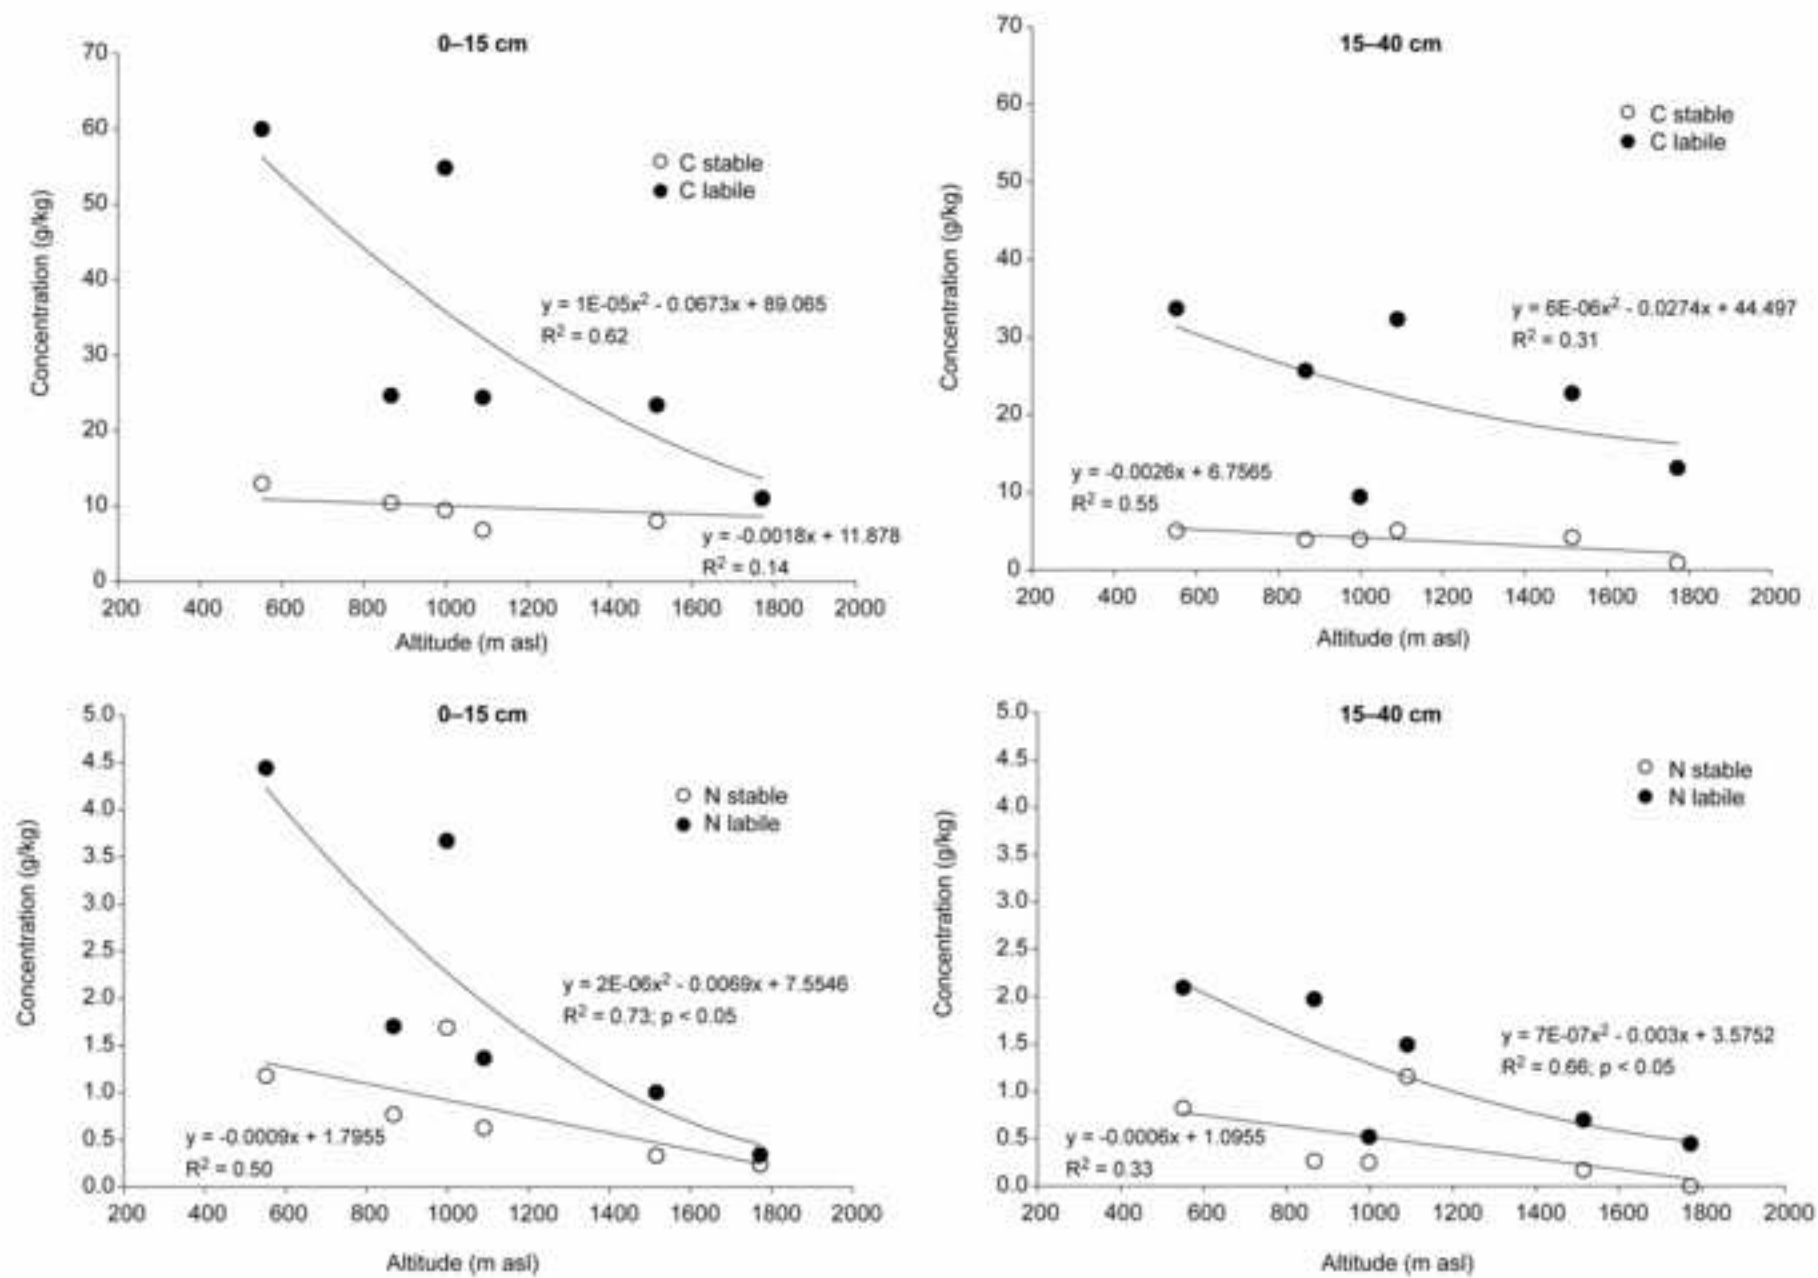 0–15 cm
70
60
50
40
30
20
10
0
Concentration (g/kg)
C stable
C labile
y = 1E-05x² - 0.0673x + 89.065
R² = 0.62
y = -0.0018x + 11.878
R² = 0.14
200 400 600 800 1000 1200 1400 1600 1800 2000
Altitude (m asl)
15–40 cm
70
60
50
40
30
20
10
0
Concentration (g/kg)
C stable
C labile
y = 6E-06x² - 0.0274x + 44.497
R² = 0.31
y = -0.0026x + 6.7565
R² = 0.55
200 400 600 800 1000 1200 1400 1600 1800 2000
Altitude (m asl)
0–15 cm
5.0
4.5
4.0
3.5
3.0
2.5
2.0
1.5
1.0
0.5
0.0
Concentration (g/kg)
N stable
N labile
y = 2E-06x² - 0.0069x + 7.5546
R² = 0.73; p < 0.05
y = -0.0009x + 1.7955
R² = 0.50
200 400 600 800 1000 1200 1400 1600 1800 2000
Altitude (m asl)
15–40 cm
5.0
4.5
4.0
3.5
3.0
2.5
2.0
1.5
1.0
0.5
0.0
Concentration (g/kg)
N stable
N labile
y = 7E-07x² - 0.003x + 3.5752
R² = 0.66; p < 0.05
y = -0.0006x + 1.0955
R² = 0.33
200 400 600 800 1000 1200 1400 1600 1800 2000
Altitude (m asl)